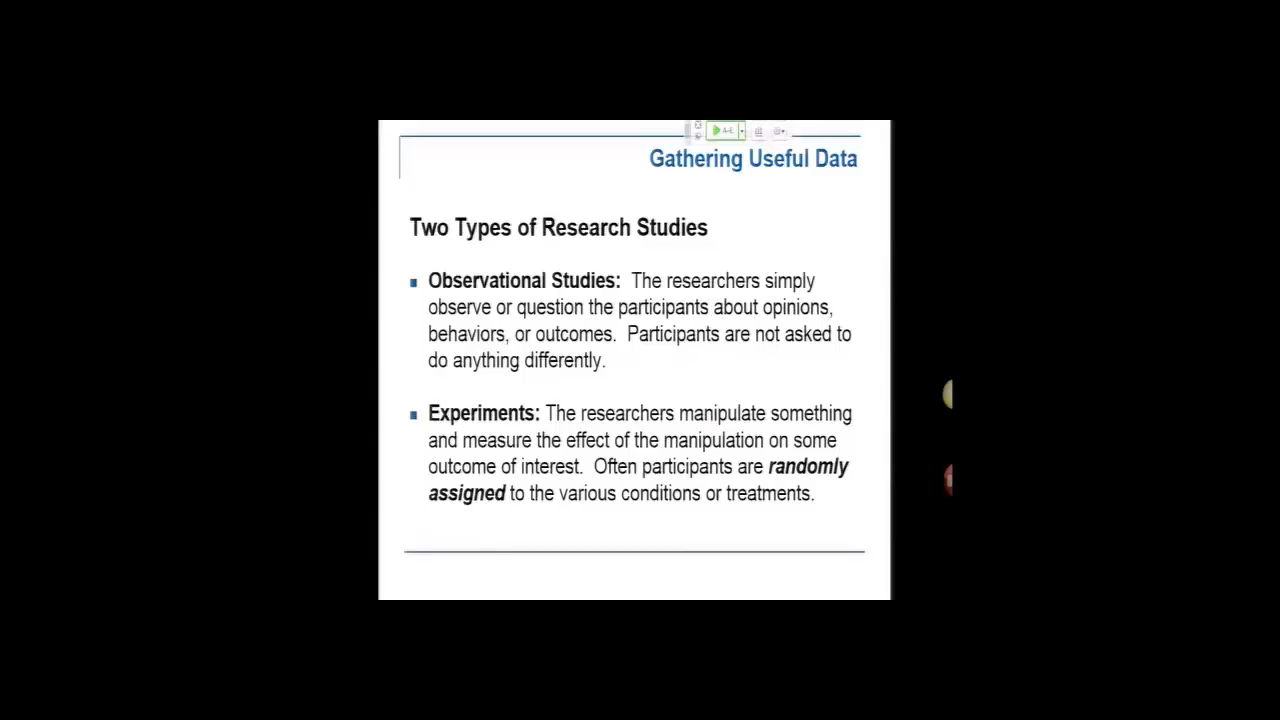 A-E
Gathering Useful Data
Two Types of Research Studies
Observational Studies: The researchers simply
observe or question the participants about opinions,
behaviors, or outcomes. Participants are not asked to
do anything differently.
Experiments: The researchers manipulate something
and measure the effect of the manipulation on some
outcome of interest. Often participants are randomly
assigned to the various conditions or treatments.